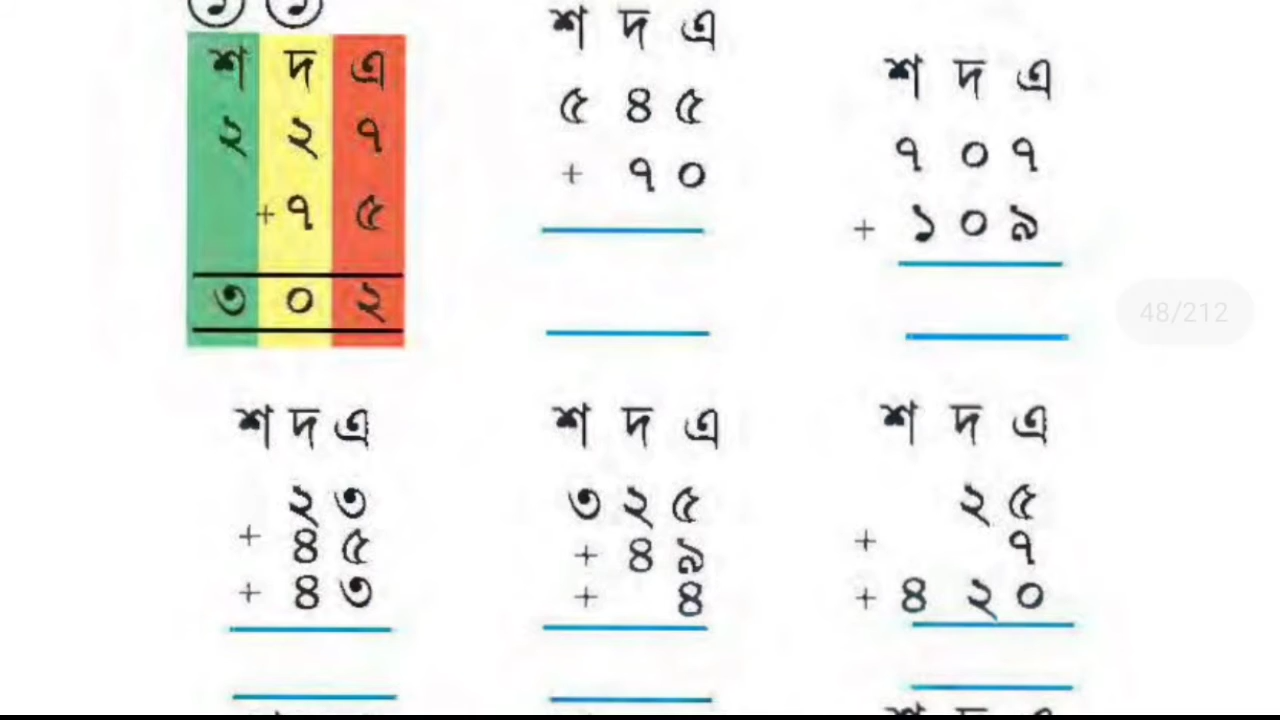 ১ ১
শ দ এ
২ ২ ৭
+ ৭ ৫
৩ ০ ২
শ দ এ
৫ ৪ ৫
+ ৭ ০
শ দ এ
৭ ০ ৭
+ ১ ০ ৯
48/212
শ দ এ
২ ৩
+ ৪ ৫
+ ৪ ৩
শ দ এ
৩ ২ ৫
+ ৪ ৯
+ ৪
শ দ এ
২ ৫
+ ৭
+ ৪ ২ ০
শ দ এ